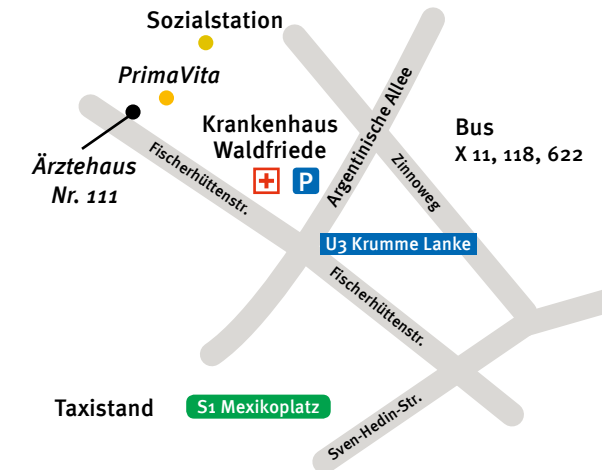 Sozialstation
PrimaVita
Krankenhaus
Waldfriede
P
Ärztehaus
Nr. 111
Fischerhüttenstr.
Argentinische Allee
Bus
X 11, 118, 622
Zinnoweg
U3 Krumme Lanke
Fischerhüttenstr.
Taxistand
S1 Mexikoplatz
Sven-Hedin-Str.